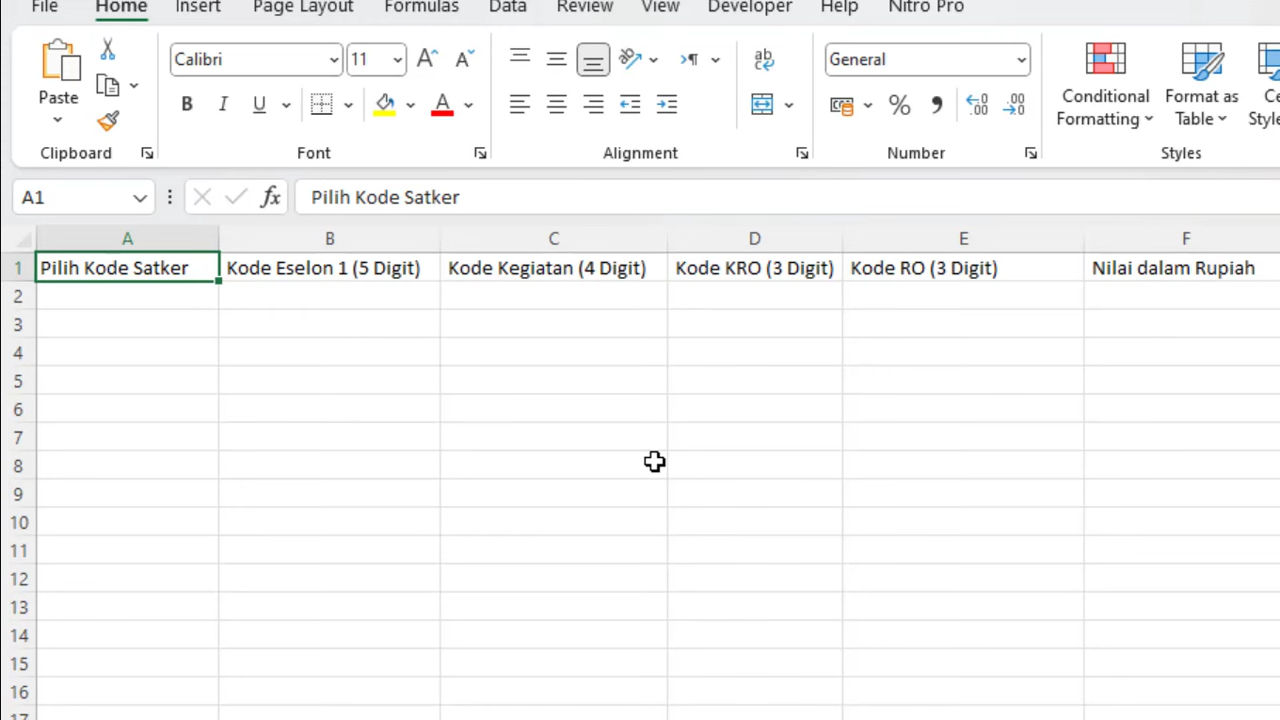 File Home Insert Page Layout Formulas Data Review View Developer Help Nitro Pro
Calibri 11 General
Paste B I U A % Conditional Formatting Format as Table
Clipboard Font Alignment Number Styles
A1 fx Pilih Kode Satker
A B C D E F
1 Pilih Kode Satker Kode Eselon 1 (5 Digit) Kode Kegiatan (4 Digit) Kode KRO (3 Digit) Kode RO (3 Digit) Nilai dalam Rupiah
2
3
4
5
6
7
8
9
10
11
12
13
14
15
16